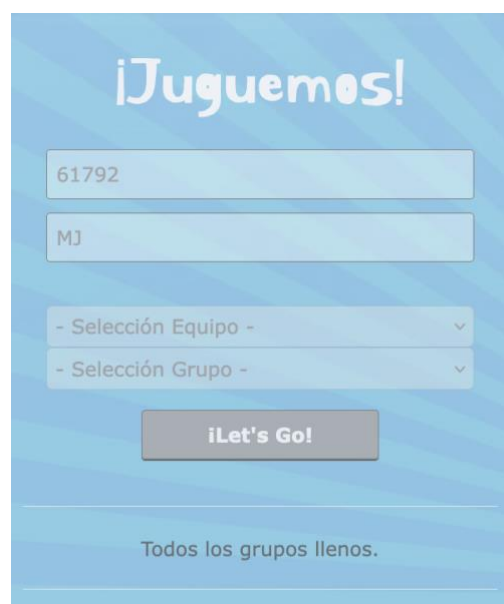 ¡Juguemos!
61792
MJ
- Selección Equipo -
- Selección Grupo -
¡Let's Go!
Todos los grupos llenos.